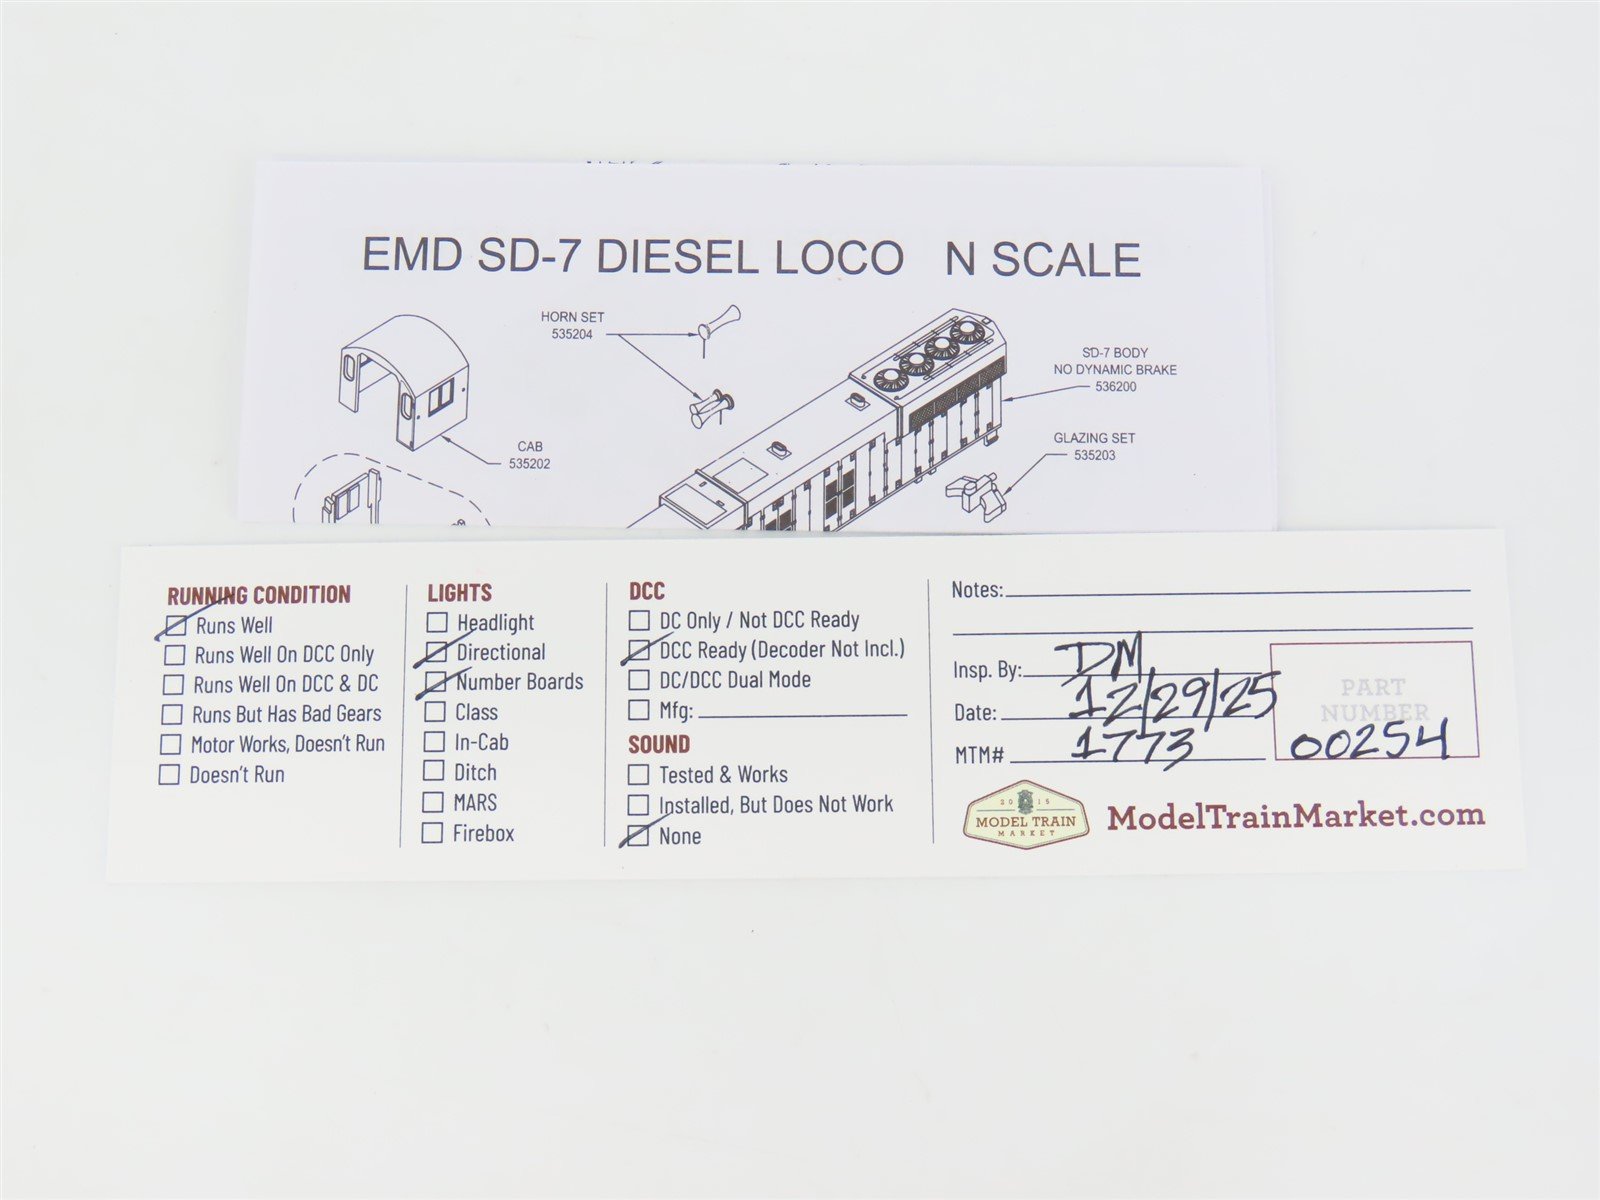 EMD SD-7 DIESEL LOCO N SCALE
HORN SET
535204
SD-7 BODY
NO DYNAMIC BRAKE
536200
GLAZING SET
535203
CAB
535202
RUNNING CONDITION
Runs Well
Runs Well On DCC Only
Runs Well On DCC & DC
Runs But Has Bad Gears
Motor Works, Doesn't Run
Doesn't Run
LIGHTS
Headlight
Directional
Number Boards
Class
In-Cab
Ditch
MARS
Firebox
DCC
DC Only / Not DCC Ready
DCC Ready (Decoder Not Incl.)
DC/DCC Dual Mode
Mfg:
SOUND
Tested & Works
Installed, But Does Not Work
None
Notes:
Insp. By: DM
Date: 12/29/25
MTM# 1773
PART
NUMBER
00254
2015
MODEL TRAIN
MARKET
ModelTrainMarket.com